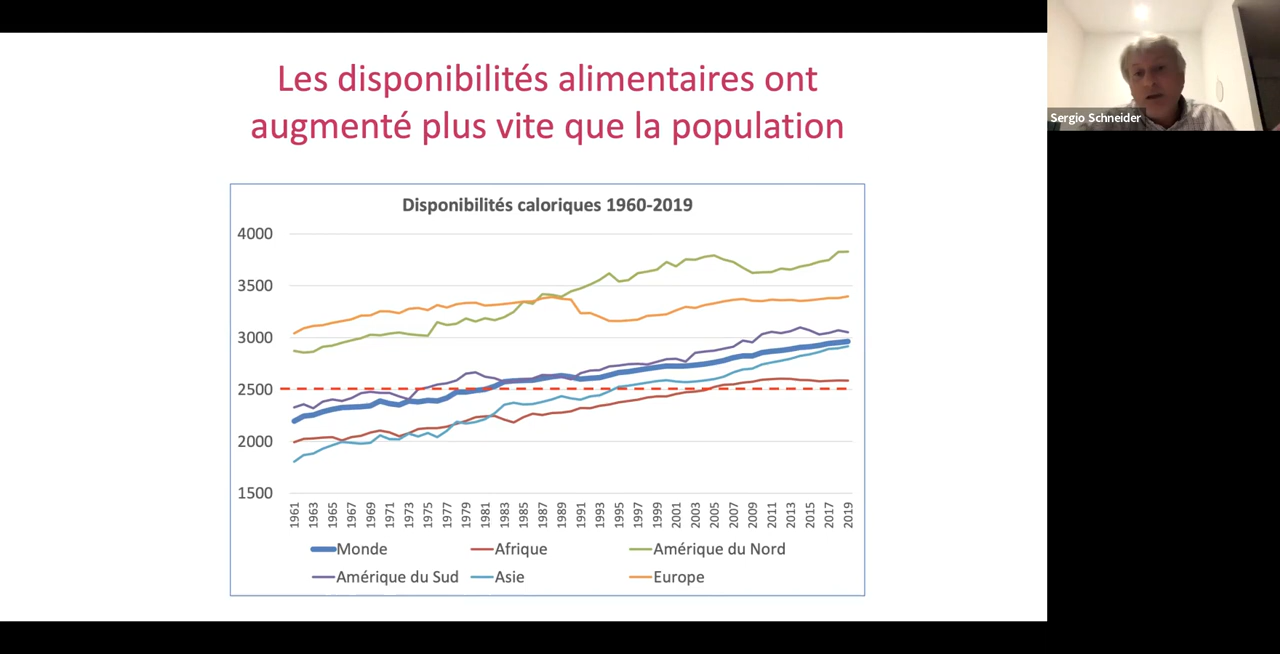 Les disponibilités alimentaires ont
augmenté plus vite que la population
Sergio Schneider
Disponibilités caloriques 1960-2019
4000
3500
3000
2500
2000
1500
1961 1963 1965 1967 1969 1971 1973 1975 1977 1979 1981 1983 1985 1987 1989 1991 1993 1995 1997 1999 2001 2003 2005 2007 2009 2011 2013 2015 2017 2019
Monde Afrique Amérique du Nord
Amérique du Sud Asie Europe